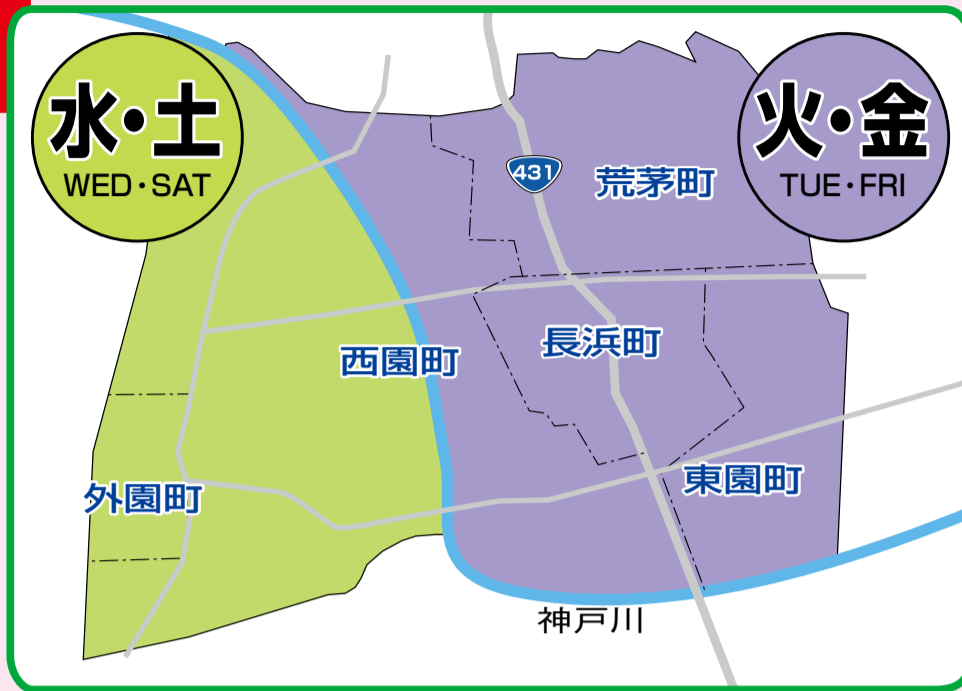 水・土
WED・SAT
火・金
TUE・FRI
431
荒茅町
長浜町
西園町
東園町
外園町
神戸川